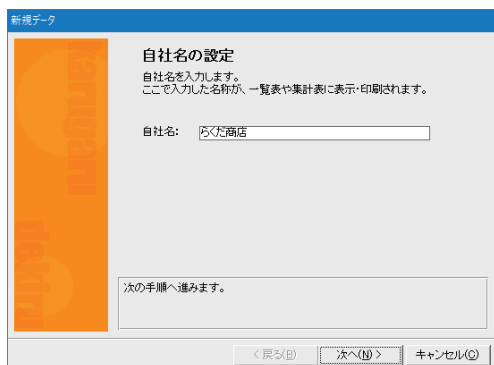 新規データ
自社名の設定
自社名を入力します。
ここで入力した名称が、一覧表や集計表に表示・印刷されます。
自社名: らくだ商店
karugaru
dekiru
次の手順へ進みます。
< 戻る(B) 次へ(N) > キャンセル(C)